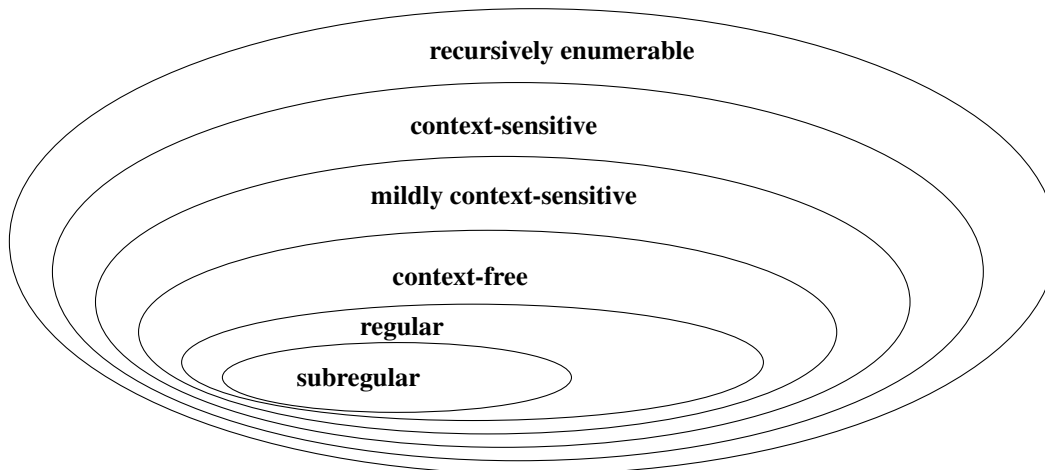 recursively enumerable
context-sensitive
mildly context-sensitive
context-free
regular
subregular